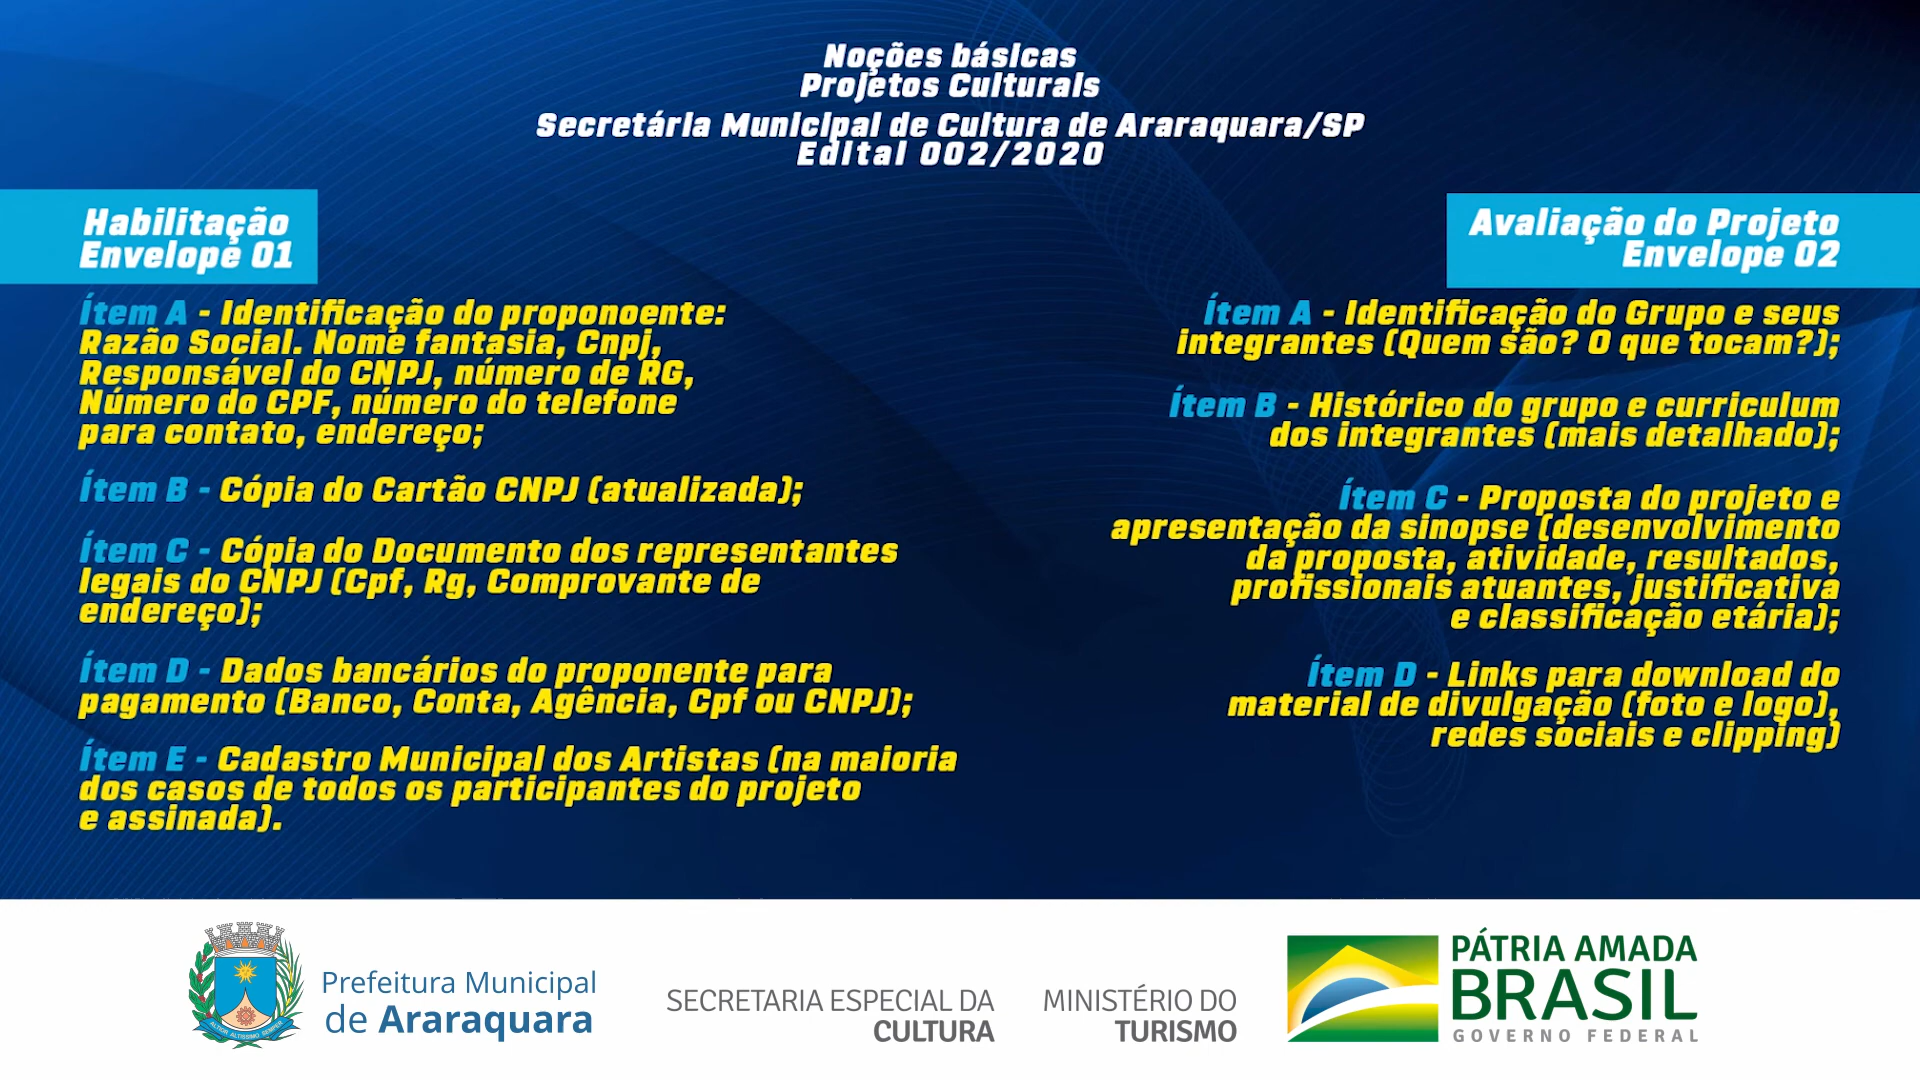 Noções básicas
Projetos Culturais
Secretária Municipal de Cultura de Araraquara/SP
Edital 002/2020
Habilitação
Envelope 01
Ítem A - Identificação do proponoente:
Razão Social. Nome fantasia, Cnpj,
Responsável do CNPJ, número de RG,
Número do CPF, número do telefone
para contato, endereço;
Ítem B - Cópia do Cartão CNPJ (atualizada);
Ítem C - Cópia do Documento dos representantes
legais do CNPJ (Cpf, Rg, Comprovante de
endereço);
Ítem D - Dados bancários do proponente para
pagamento (Banco, Conta, Agência, Cpf ou CNPJ);
Ítem E - Cadastro Municipal dos Artistas (na maioria
dos casos de todos os participantes do projeto
e assinada).
Avaliação do Projeto
Envelope 02
Ítem A - Identificação do Grupo e seus
integrantes (Quem são? O que tocam?);
Ítem B - Histórico do grupo e curriculum
dos integrantes (mais detalhado);
Ítem C - Proposta do projeto e
apresentação da sinopse (desenvolvimento
da proposta, atividade, resultados,
profissionais atuantes, justificativa
e classificação etária);
Ítem D - Links para download do
material de divulgação (foto e logo),
redes sociais e clipping)
ALTIOR ALTISSIMO SEMPER
Prefeitura Municipal
de Araraquara
SECRETARIA ESPECIAL DA
CULTURA
MINISTÉRIO DO
TURISMO
PÁTRIA AMADA
BRASIL
GOVERNO FEDERAL